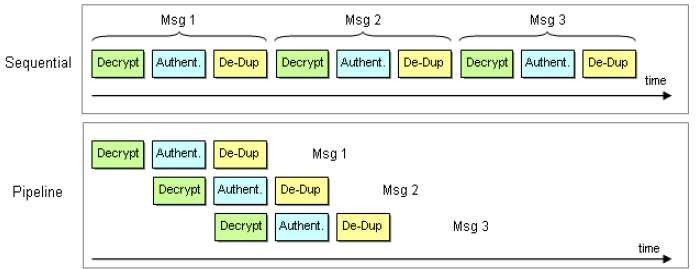 Msg 1 Msg 2 Msg 3
Sequential Decrypt Authent. De-Dup Decrypt Authent. De-Dup Decrypt Authent. De-Dup
time
Decrypt Authent. De-Dup Msg 1
Pipeline Decrypt Authent. De-Dup Msg 2
Decrypt Authent. De-Dup Msg 3
time